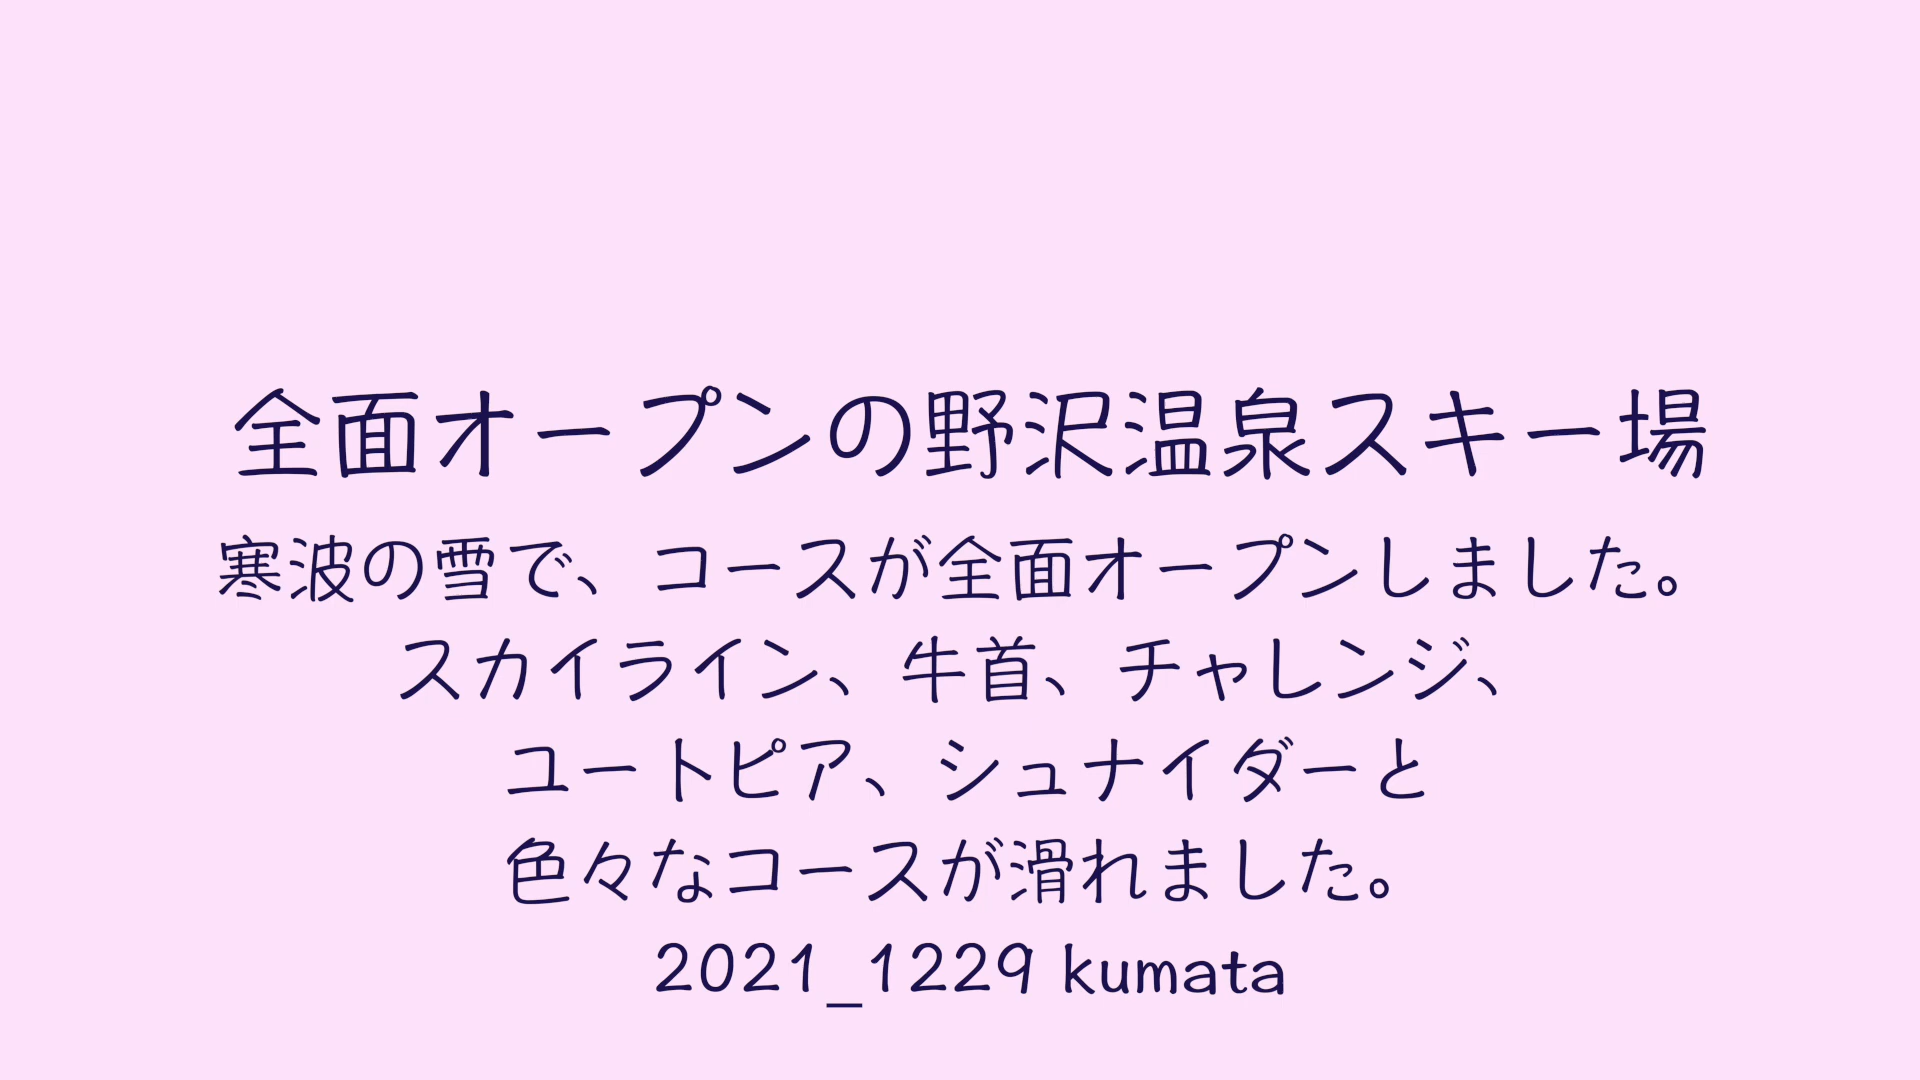 全面オープンの野沢温泉スキー場
寒波の雪で、コースが全面オープンしました。
スカイライン、牛首、チャレンジ、
ユートピア、シュナイダーと
色々なコースが滑れました。
2021_1229 kumata